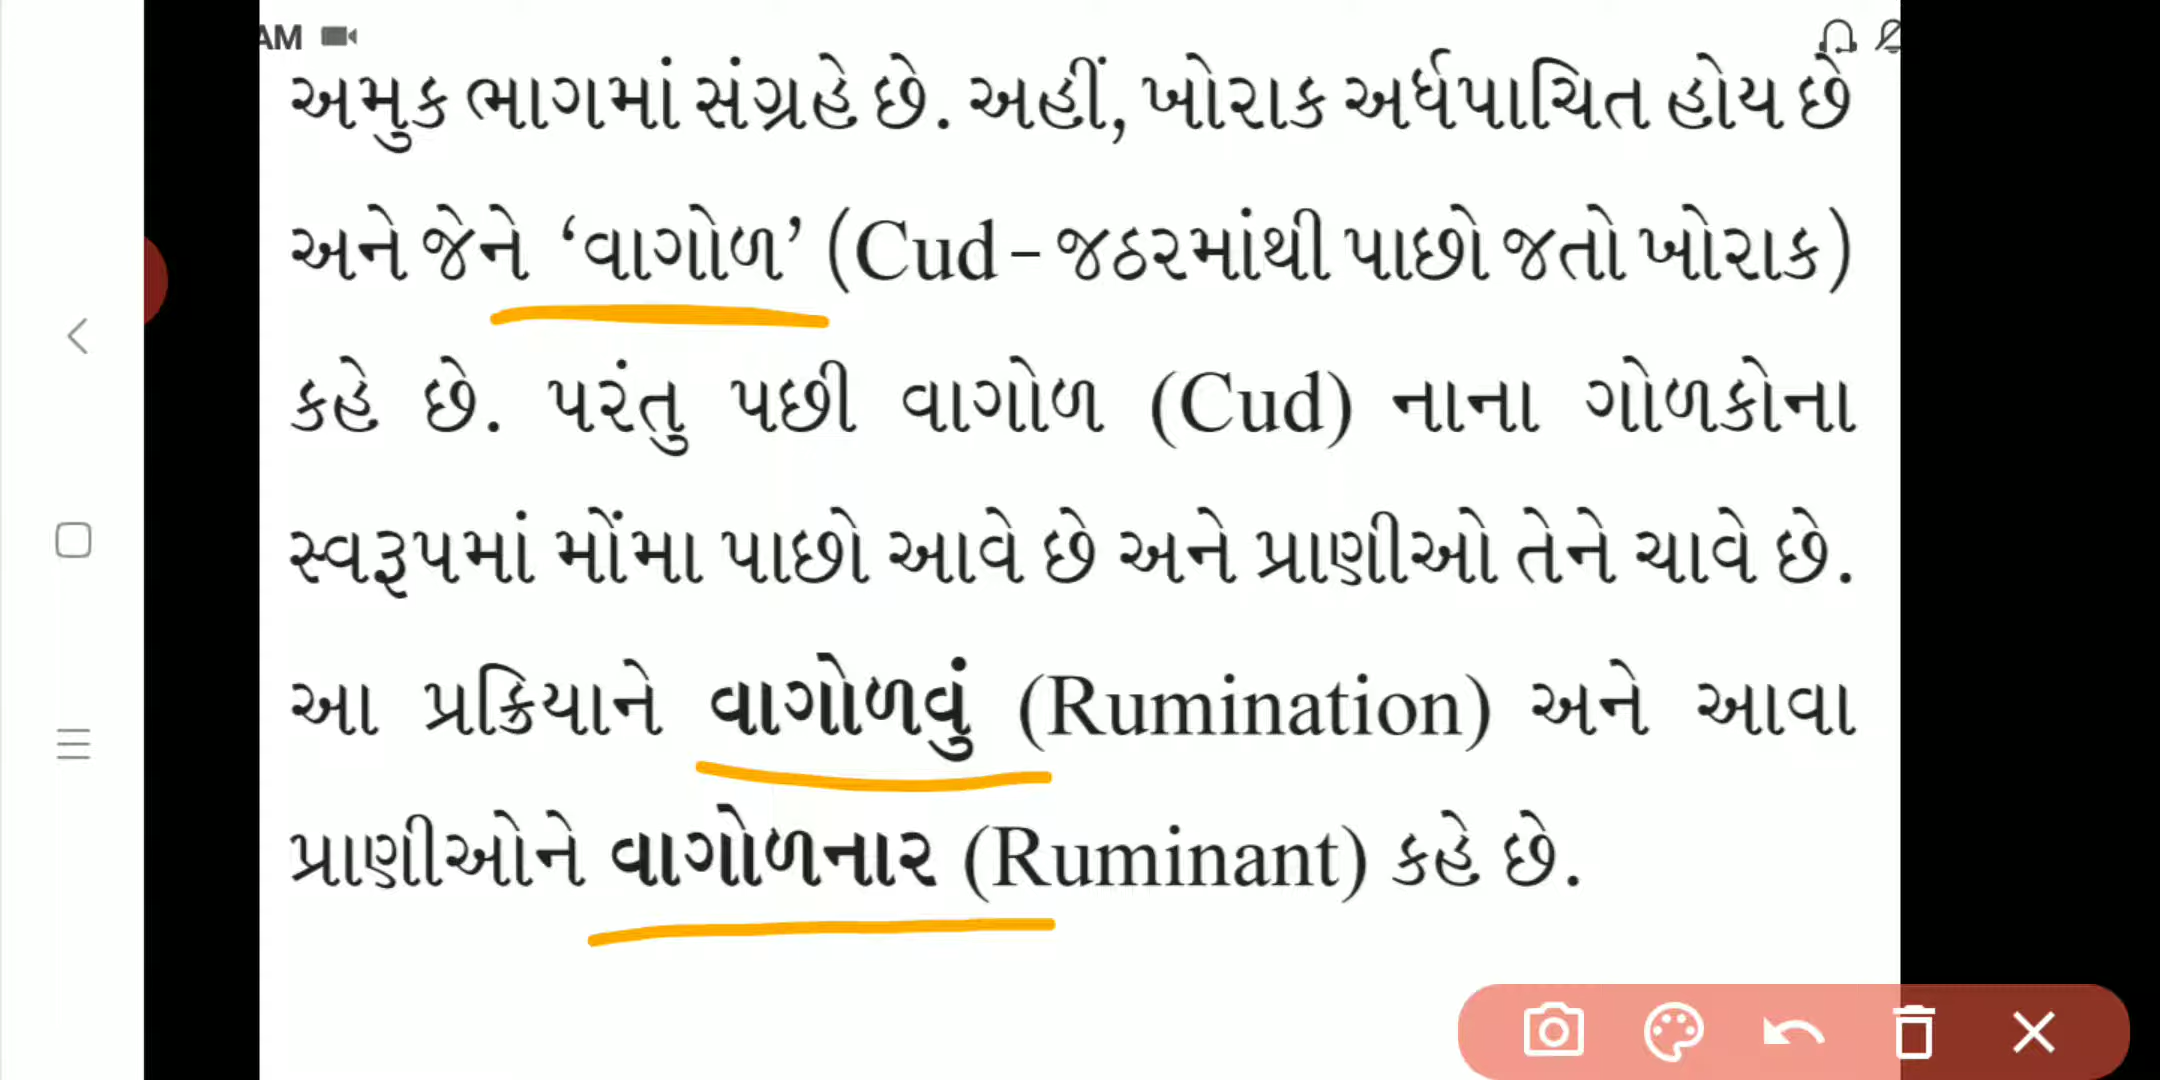 AM
અમુક ભાગમાં સંગ્રહે છે. અહીં, ખોરાક અર્ધપાચિત હોય છે
અને જેને ‘વાગોળ’ (Cud – જઠરમાંથી પાછો જતો ખોરાક)
કહે છે. પરંતુ પછી વાગોળ (Cud) નાના ગોળકોના
સ્વરૂપમાં મોંમા પાછો આવે છે અને પ્રાણીઓ તેને ચાવે છે.
આ પ્રક્રિયાને વાગોળવું (Rumination) અને આવા
પ્રાણીઓને વાગોળનાર (Ruminant) કહે છે.